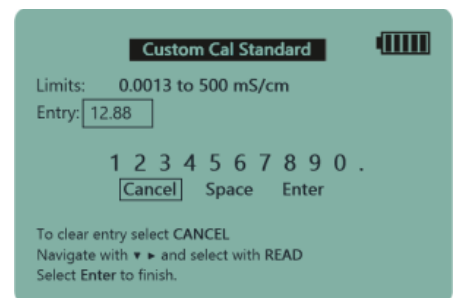 Custom Cal Standard
Limits: 0.0013 to 500 mS/cm
Entry: 12.88
1 2 3 4 5 6 7 8 9 0 .
Cancel Space Enter
To clear entry select CANCEL
Navigate with ▾ ▸ and select with READ
Select Enter to finish.